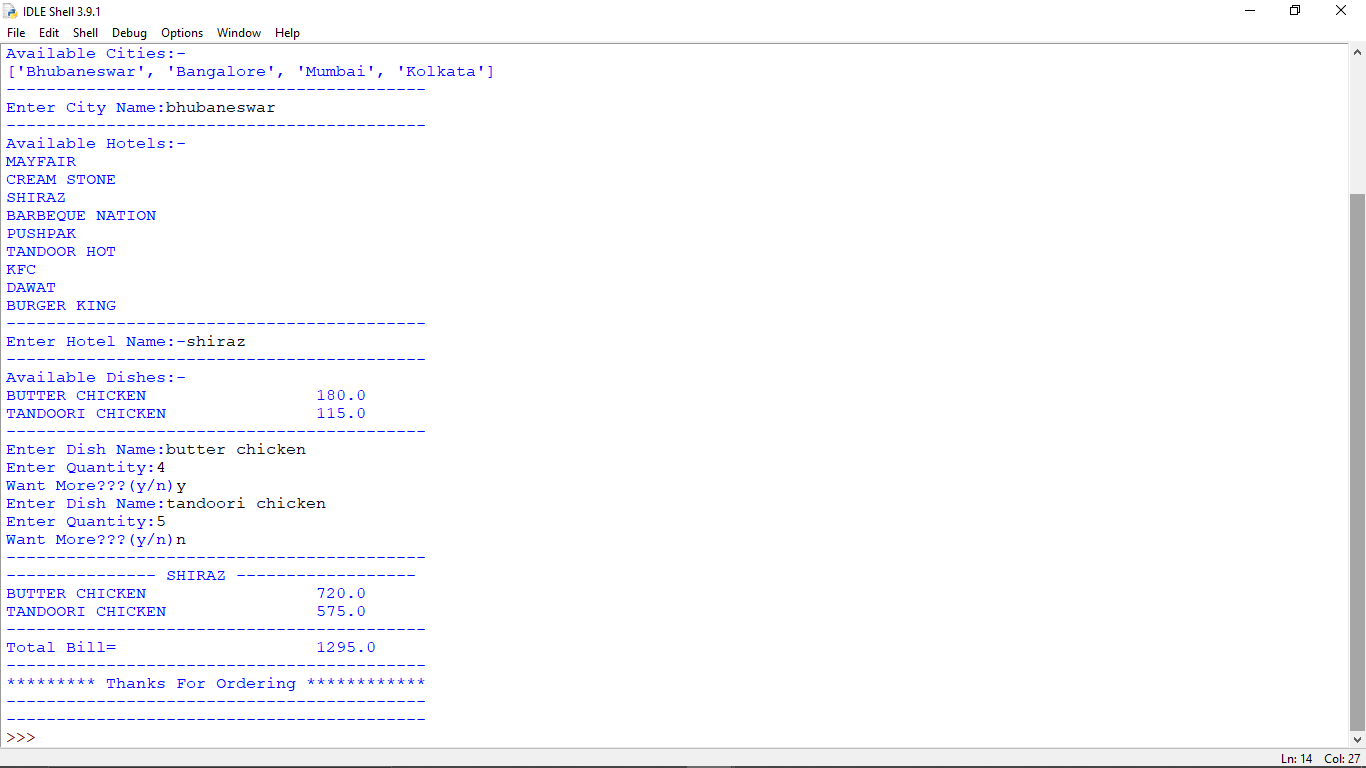 IDLE Shell 3.9.1
File Edit Shell Debug Options Window Help
Available Cities:-
['Bhubaneswar', 'Bangalore', 'Mumbai', 'Kolkata']
------------------------------------------
Enter City Name:bhubaneswar
------------------------------------------
Available Hotels:-
MAYFAIR
CREAM STONE
SHIRAZ
BARBEQUE NATION
PUSHPAK
TANDOOR HOT
KFC
DAWAT
BURGER KING
------------------------------------------
Enter Hotel Name:-shiraz
------------------------------------------
Available Dishes:-
BUTTER CHICKEN                 180.0
TANDOORI CHICKEN               115.0
------------------------------------------
Enter Dish Name:butter chicken
Enter Quantity:4
Want More???(y/n)y
Enter Dish Name:tandoori chicken
Enter Quantity:5
Want More???(y/n)n
------------------------------------------
--------------- SHIRAZ ------------------
BUTTER CHICKEN                 720.0
TANDOORI CHICKEN               575.0
------------------------------------------
Total Bill=                    1295.0
------------------------------------------
********* Thanks For Ordering ************
------------------------------------------
------------------------------------------
>>>
Ln: 14 Col: 27